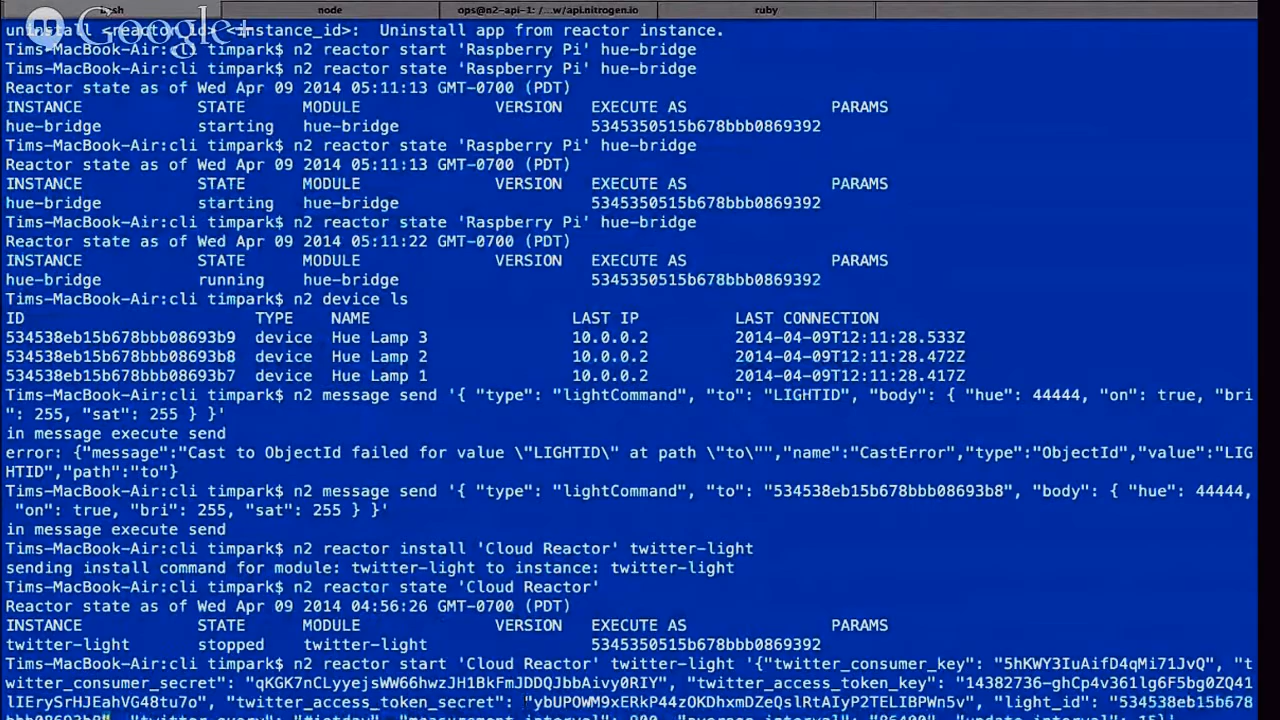 bash node ops@n2-api-1: /...w/api.nitrogen.io ruby
Google+
uninstall <reactor_id> <instance_id>: Uninstall app from reactor instance.
Tims-MacBook-Air:cli timpark$ n2 reactor start 'Raspberry Pi' hue-bridge
Tims-MacBook-Air:cli timpark$ n2 reactor state 'Raspberry Pi' hue-bridge
Reactor state as of Wed Apr 09 2014 05:11:13 GMT-0700 (PDT)
INSTANCE STATE MODULE VERSION EXECUTE AS PARAMS
hue-bridge starting hue-bridge 5345350515b678bbb0869392
Tims-MacBook-Air:cli timpark$ n2 reactor state 'Raspberry Pi' hue-bridge
Reactor state as of Wed Apr 09 2014 05:11:13 GMT-0700 (PDT)
INSTANCE STATE MODULE VERSION EXECUTE AS PARAMS
hue-bridge starting hue-bridge 5345350515b678bbb0869392
Tims-MacBook-Air:cli timpark$ n2 reactor state 'Raspberry Pi' hue-bridge
Reactor state as of Wed Apr 09 2014 05:11:22 GMT-0700 (PDT)
INSTANCE STATE MODULE VERSION EXECUTE AS PARAMS
hue-bridge running hue-bridge 5345350515b678bbb0869392
Tims-MacBook-Air:cli timpark$ n2 device ls
ID TYPE NAME LAST IP LAST CONNECTION
534538eb15b678bbb08693b9 device Hue Lamp 3 10.0.0.2 2014-04-09T12:11:28.533Z
534538eb15b678bbb08693b8 device Hue Lamp 2 10.0.0.2 2014-04-09T12:11:28.472Z
534538eb15b678bbb08693b7 device Hue Lamp 1 10.0.0.2 2014-04-09T12:11:28.417Z
Tims-MacBook-Air:cli timpark$ n2 message send '{ "type": "lightCommand", "to": "LIGHTID", "body": { "hue": 44444, "on": true, "bri
": 255, "sat": 255 } }'
in message execute send
error: {"message":"Cast to ObjectId failed for value \"LIGHTID\" at path \"to\"","name":"CastError","type":"ObjectId","value":"LIG
HTID","path":"to"}
Tims-MacBook-Air:cli timpark$ n2 message send '{ "type": "lightCommand", "to": "534538eb15b678bbb08693b8", "body": { "hue": 44444,
"on": true, "bri": 255, "sat": 255 } }'
in message execute send
Tims-MacBook-Air:cli timpark$ n2 reactor install 'Cloud Reactor' twitter-light
sending install command for module: twitter-light to instance: twitter-light
Tims-MacBook-Air:cli timpark$ n2 reactor state 'Cloud Reactor'
Reactor state as of Wed Apr 09 2014 04:56:26 GMT-0700 (PDT)
INSTANCE STATE MODULE VERSION EXECUTE AS PARAMS
twitter-light stopped twitter-light 5345350515b678bbb0869392
Tims-MacBook-Air:cli timpark$ n2 reactor start 'Cloud Reactor' twitter-light '{"twitter_consumer_key": "5hKWY3IuAifD4qMi71JvQ", "t
witter_consumer_secret": "qKGK7nCLyyejsWW66hwzJH1BkFmJDDQJbbAivy0RIY", "twitter_access_token_key": "14382736-ghCp4v361lg6F5bg0ZQ41
lIErySrHJEahVG48tu7o", "twitter_access_token_secret": "ybUPOWM9xERkP44zOKDhxmDZeQslRtAIyP2TELIBPWn5v", "light_id": "534538eb15b678